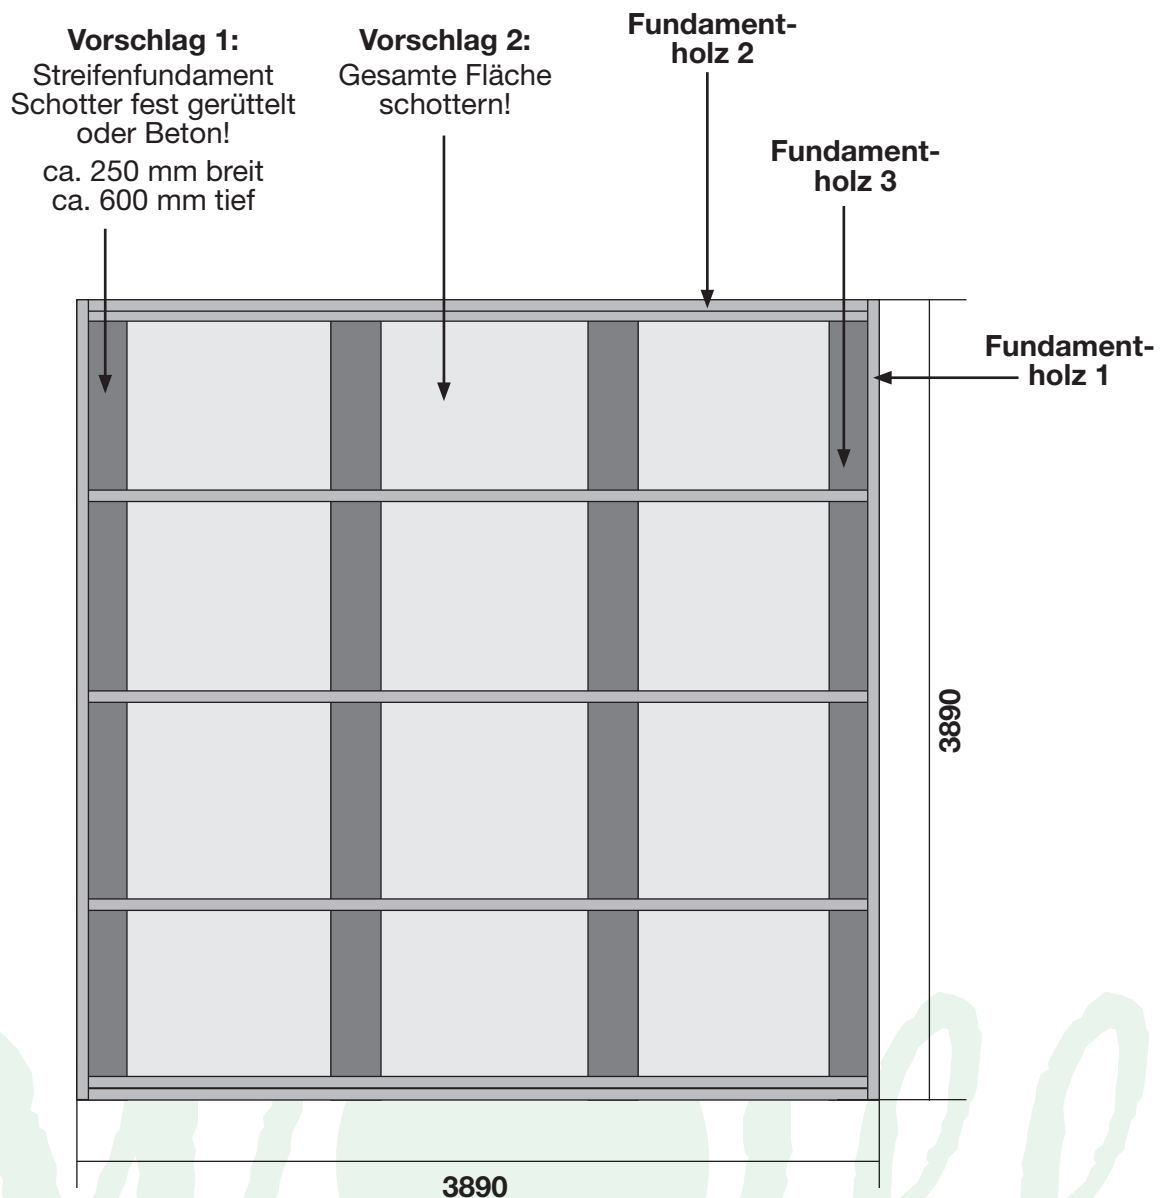 Vorschlag 1:
Streifenfundament
Schotter fest gerüttelt
oder Beton!
ca. 250 mm breit
ca. 600 mm tief
Vorschlag 2:
Gesamte Fläche
schottern!
Fundament-
holz 2
Fundament-
holz 3
Fundament-
holz 1
3890
3890